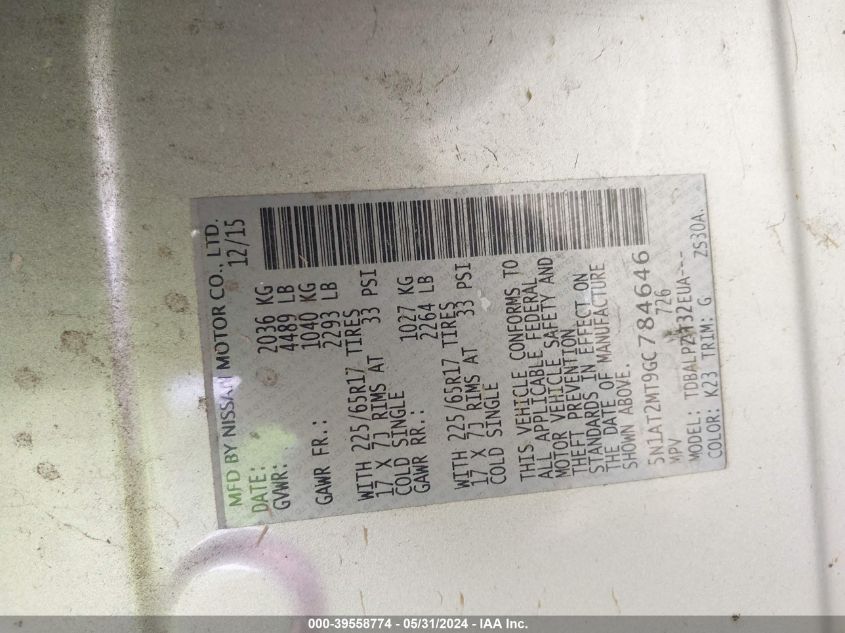 MFD BY NISSAN MOTOR CO., LTD.
DATE: 12/15
GVWR: 2036 KG
4489 LB
GAWR FR.: 1040 KG
2293 LB
WITH 225/65R17 TIRES
17 X 7J RIMS AT 33 PSI
COLD SINGLE
GAWR RR.: 1027 KG
2264 LB
WITH 225/65R17 TIRES
17 X 7J RIMS AT 33 PSI
COLD SINGLE
THIS VEHICLE CONFORMS TO
ALL APPLICABLE FEDERAL
MOTOR VEHICLE SAFETY AND
THEFT PREVENTION
STANDARDS IN EFFECT ON
THE DATE OF MANUFACTURE
SHOWN ABOVE.
5N1AT2MT9GC784646
MPV 726
MODEL:
COLOR: K23 TRIM: G ZS30A.
000-39558774 - 05/31/2024 - IAA Inc.